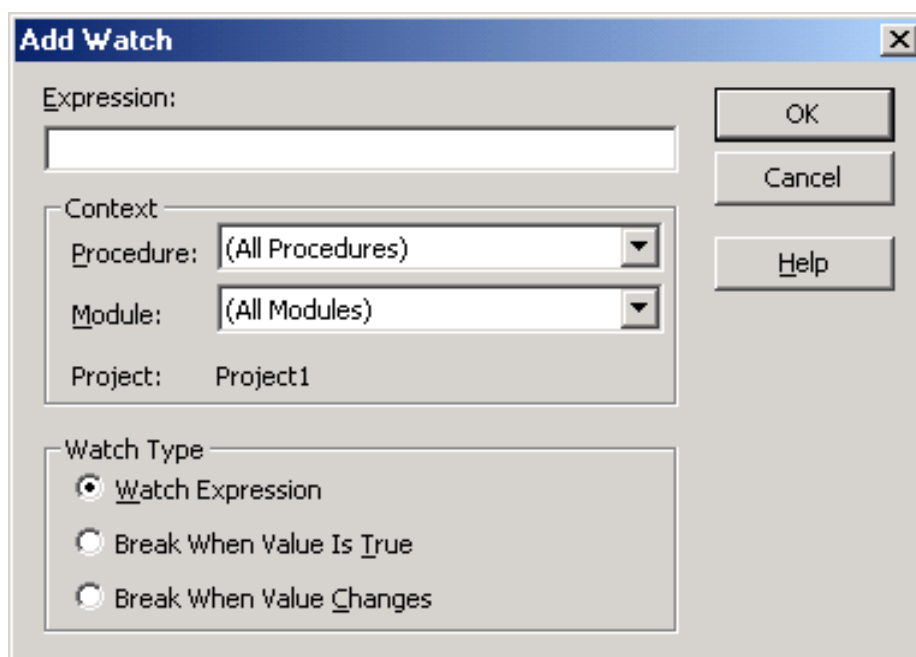 Add Watch
Expression:
OK
Cancel
Context
Procedure: (All Procedures)
Help
Module: (All Modules)
Project: Project1
Watch Type
Watch Expression
Break When Value Is True
Break When Value Changes